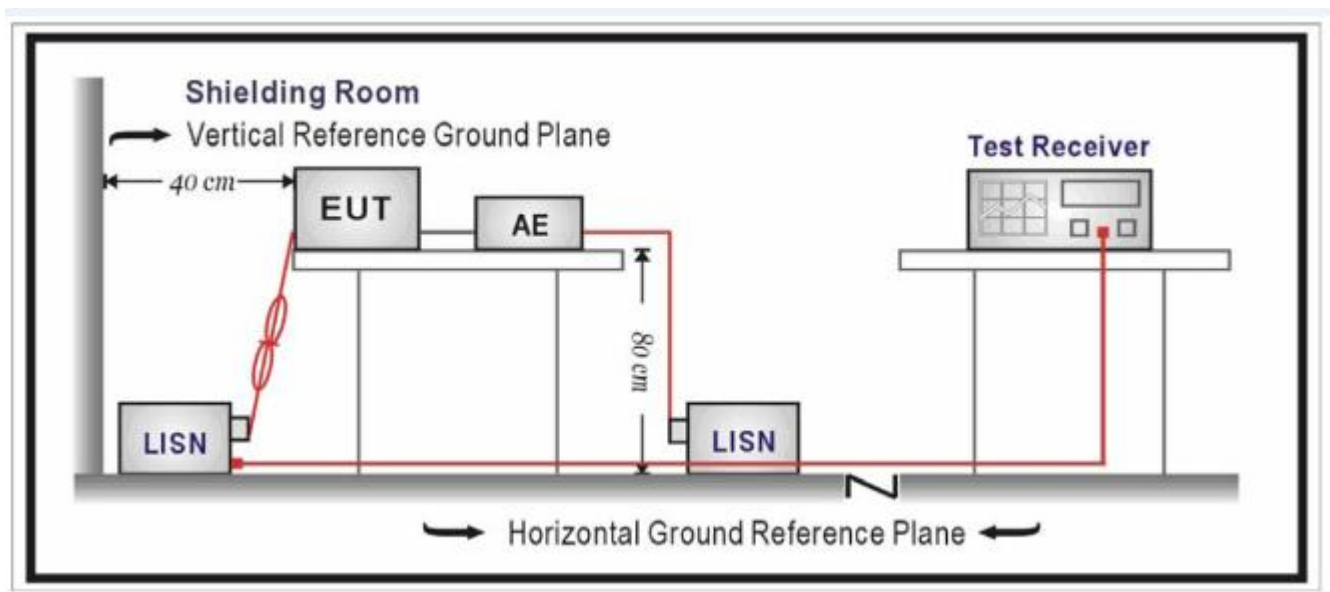 Shielding Room
Vertical Reference Ground Plane
40 cm
EUT
AE
Test Receiver
80 cm
LISN
LISN
Horizontal Ground Reference Plane